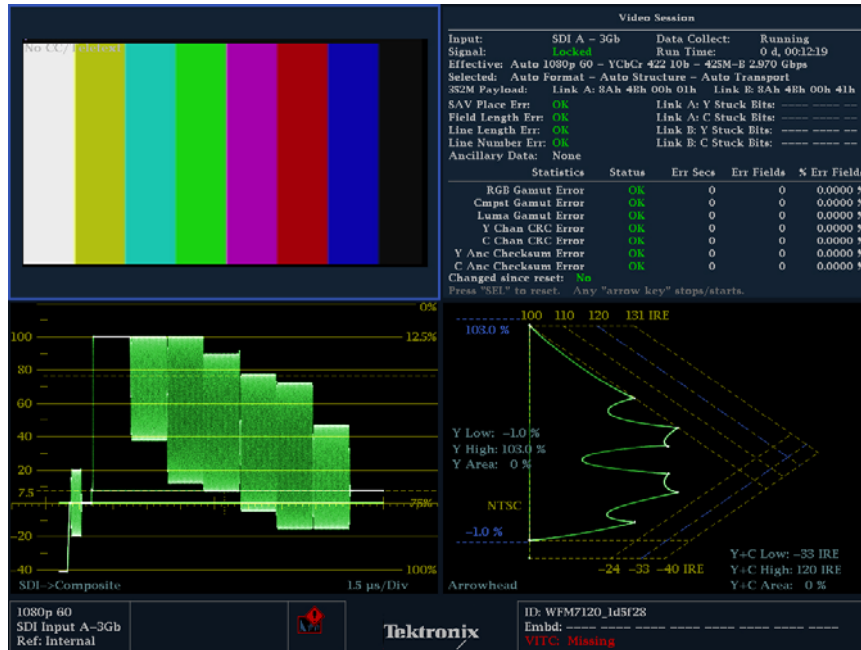 No CC/Teletext
Video Session
Input: SDI A - 3Gb Data Collect: Running
Signal: Locked Run Time: 0 d, 00:12:19
Effective: Auto 1080p 60 - YCbCr 422 10b - 425M-B 2.970 Gbps
Selected: Auto Format - Auto Structure - Auto Transport
352M Payload: Link A: 8Ah 4Bh 00h 01h Link B: 8Ah 4Bh 00h 41h
SAV Place Err: OK Link A: Y Stuck Bits: ---- ---- --
Field Length Err: OK Link A: C Stuck Bits: ---- ---- --
Line Length Err: OK Link B: Y Stuck Bits: ---- ---- --
Line Number Err: OK Link B: C Stuck Bits: ---- ---- --
Ancillary Data: None
Statistics Status Err Secs Err Fields % Err Fields
RGB Gamut Error OK 0 0 0.0000 %
Cmpst Gamut Error OK 0 0 0.0000 %
Luma Gamut Error OK 0 0 0.0000 %
Y Chan CRC Error OK 0 0 0.0000 %
C Chan CRC Error OK 0 0 0.0000 %
Y Anc Checksum Error OK 0 0 0.0000 %
C Anc Checksum Error OK 0 0 0.0000 %
Changed since reset: No
Press "SEL" to reset. Any "arrow key" stops/starts.
0%
100 12.5%
80
60
40
20
7.5
75%
-20
-40 100%
SDI->Composite 1.5 µs/Div
100 110 120 131 IRE
103.0 %
Y Low: -1.0 %
Y High: 103.0 %
Y Area: 0 %
NTSC
-1.0 %
-24 -33 -40 IRE
Y+C Low: -33 IRE
Y+C High: 120 IRE
Y+C Area: 0 %
Arrowhead
1080p 60
SDI Input A-3Gb
Ref: Internal
Tektronix
ID: WFM7120_1d5f28
Embd: ---- ---- ---- ---- ---- ---- ---- ----
VITC: Missing